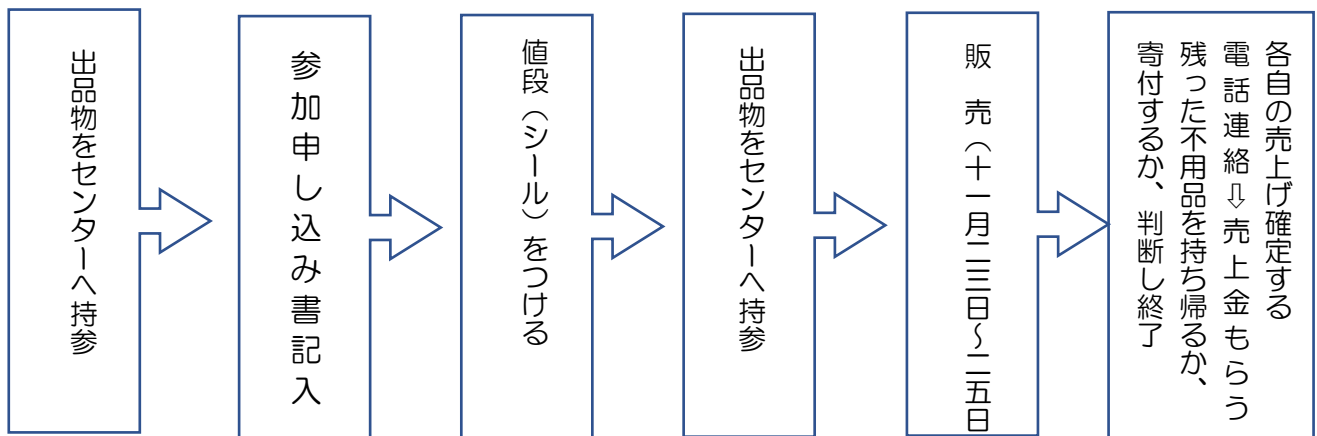 出品物をセンターへ持参
参加申し込み書記入
値段（シール）をつける
出品物をセンターへ持参
販　売（十一月二三日～二五日
各自の売上げ確定する
電話連絡⇩売上金もらう
残った不用品を持ち帰るか、
寄付するか、判断し終了